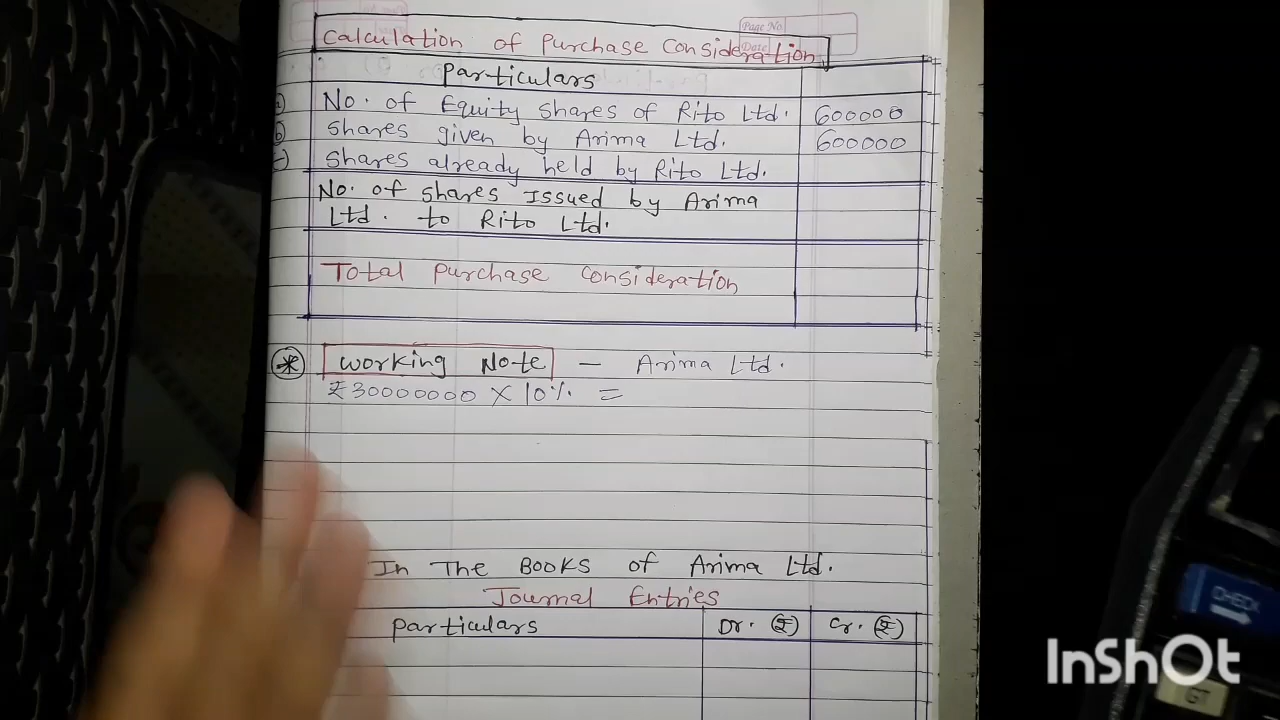 Page No.
Date
Calculation of Purchase Consideration
Particulars
a) No. of Equity Shares of Rito Ltd. 600000
b) Shares given by Arima Ltd. 600000
c) Shares already held by Rito Ltd.
No. of shares Issued by Arima
Ltd. to Rito Ltd.
Total Purchase Consideration
* Working Note - Arima Ltd.
₹30000000 × 10% =
In The Books of Arima Ltd.
Journal Entries
Particulars Dr. (₹) Cr. (₹)
CHECK
GT
InShOt